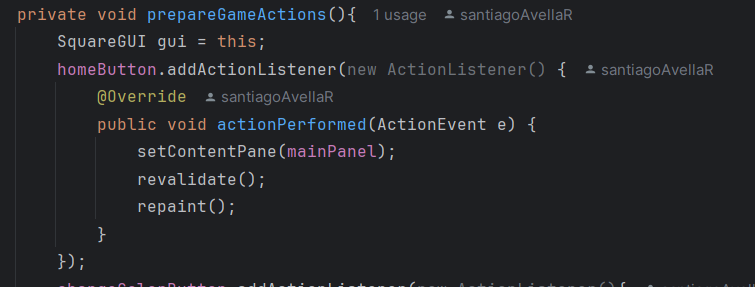 private void prepareGameActions(){ 1 usage santiagoAvellaR
SquareGUI gui = this;
homeButton.addActionListener(new ActionListener() { santiagoAvellaR
@Override santiagoAvellaR
public void actionPerformed(ActionEvent e) {
setContentPane(mainPanel);
revalidate();
repaint();
}
});